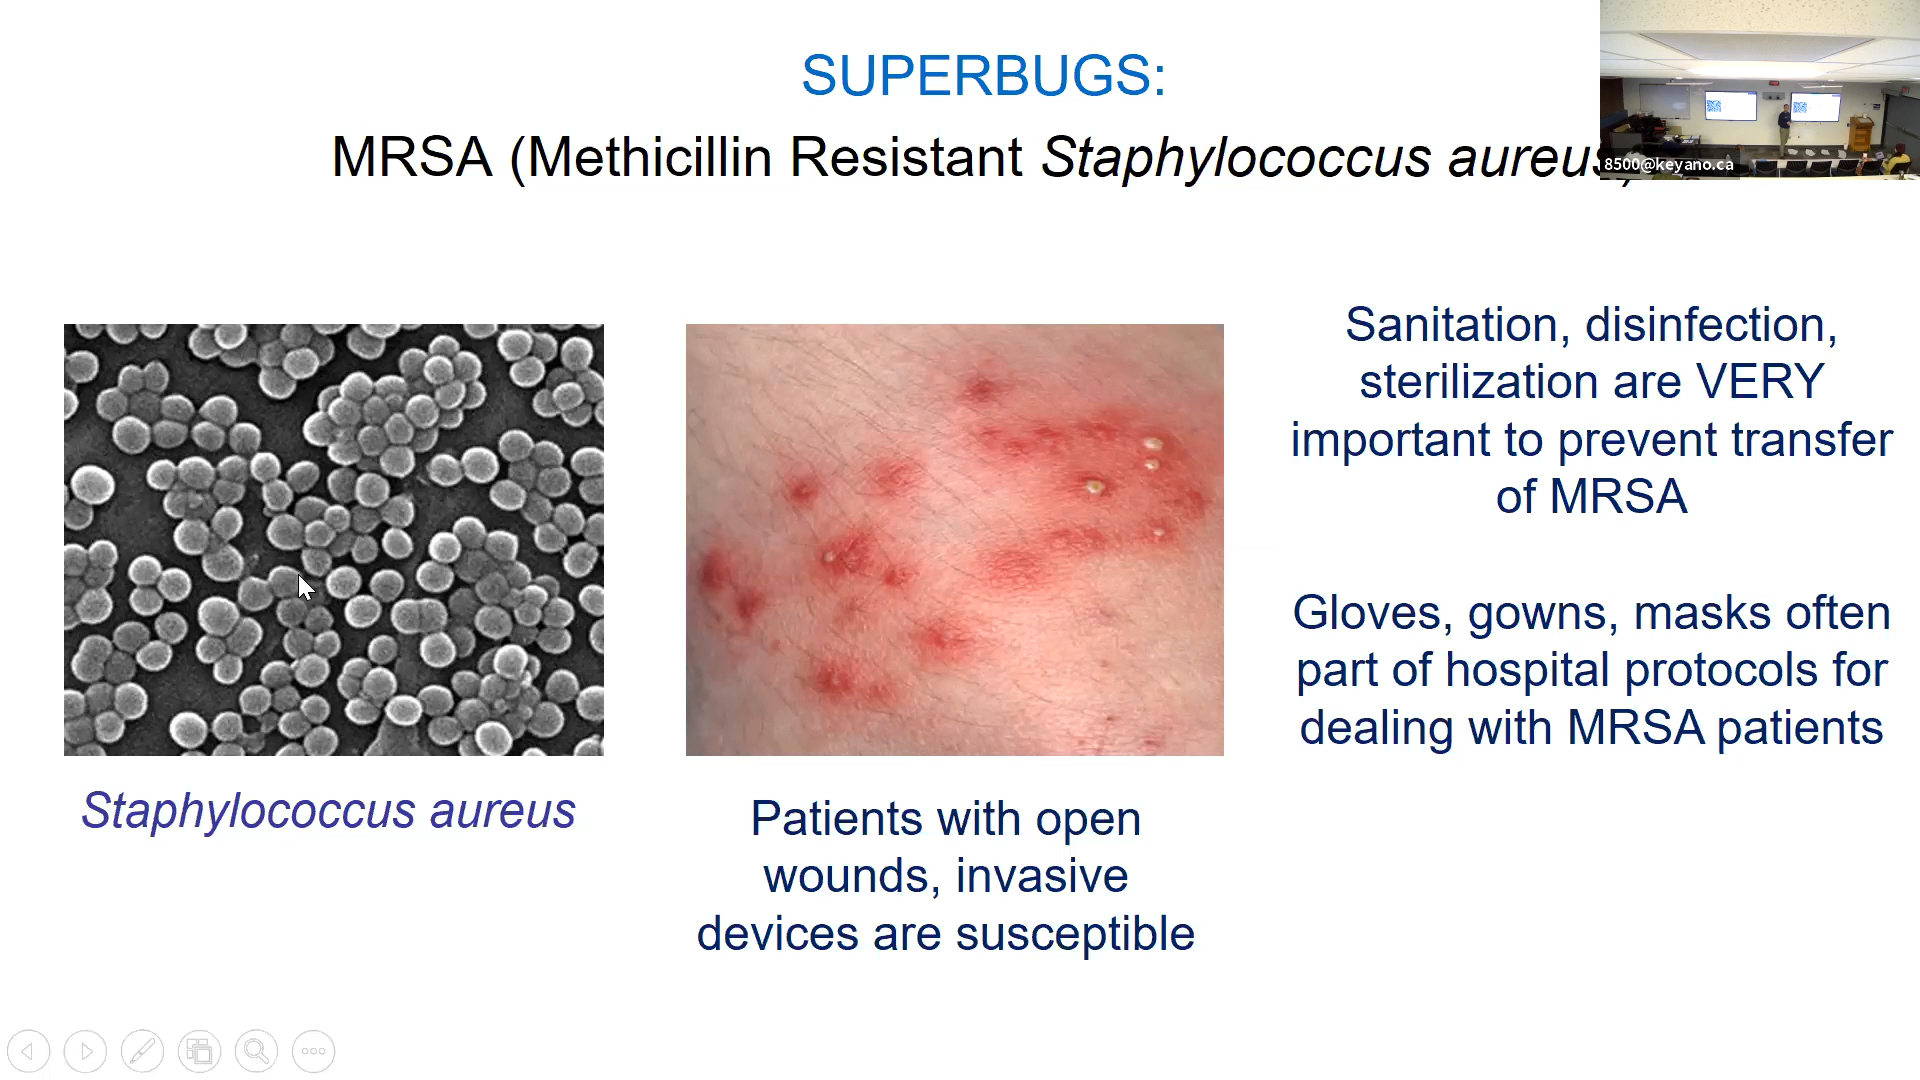 SUPERBUGS:
MRSA (Methicillin Resistant Staphylococcus aureus)
8500@keyano.ca
Sanitation, disinfection,
sterilization are VERY
important to prevent transfer
of MRSA
Gloves, gowns, masks often
part of hospital protocols for
dealing with MRSA patients
Staphylococcus aureus
Patients with open
wounds, invasive
devices are susceptible